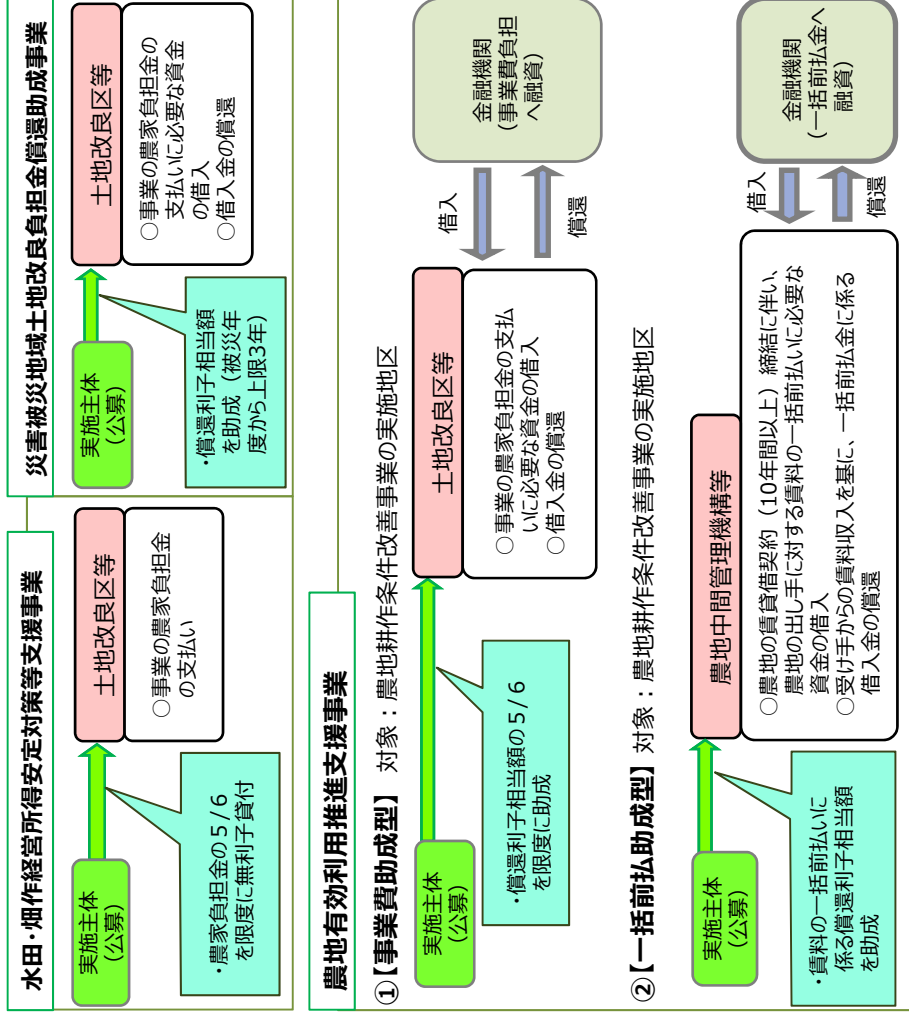 水田・畑作経営所得安定対策等支援事業
実施主体
(公募)
土地改良区等
○事業の農家負担金
の支払い
・農家負担金の5/6
を限度に無利子貸付
災害被災地域土地改良負担金償還助成事業
実施主体
(公募)
土地改良区等
○事業の農家負担金の
支払いに必要な資金
の借入
○借入金の償還
・償還利子相当額
を助成（被災年
度から上限3年）
農地有効利用推進支援事業
①【事業費助成型】 対象：農地耕作条件改善事業の実施地区
実施主体
(公募)
土地改良区等
○事業の農家負担金の支払
いに必要な資金の借入
○借入金の償還
・償還利子相当額の5/6
を限度に助成
借入
償還
金融機関
(事業費負担
へ融資)
②【一括前払助成型】 対象：農地耕作条件改善事業の実施地区
実施主体
(公募)
農地中間管理機構等
○農地の賃貸借契約（10年間以上）締結に伴い、
農地の出し手に対する賃料の一括前払いに必要な
資金の借入
○受け手からの賃料収入を基に、一括前払金に係る
借入金の償還
・賃料の一括前払いに
係る償還利子相当額
を助成
借入
償還
金融機関
(一括前払金へ
融資)